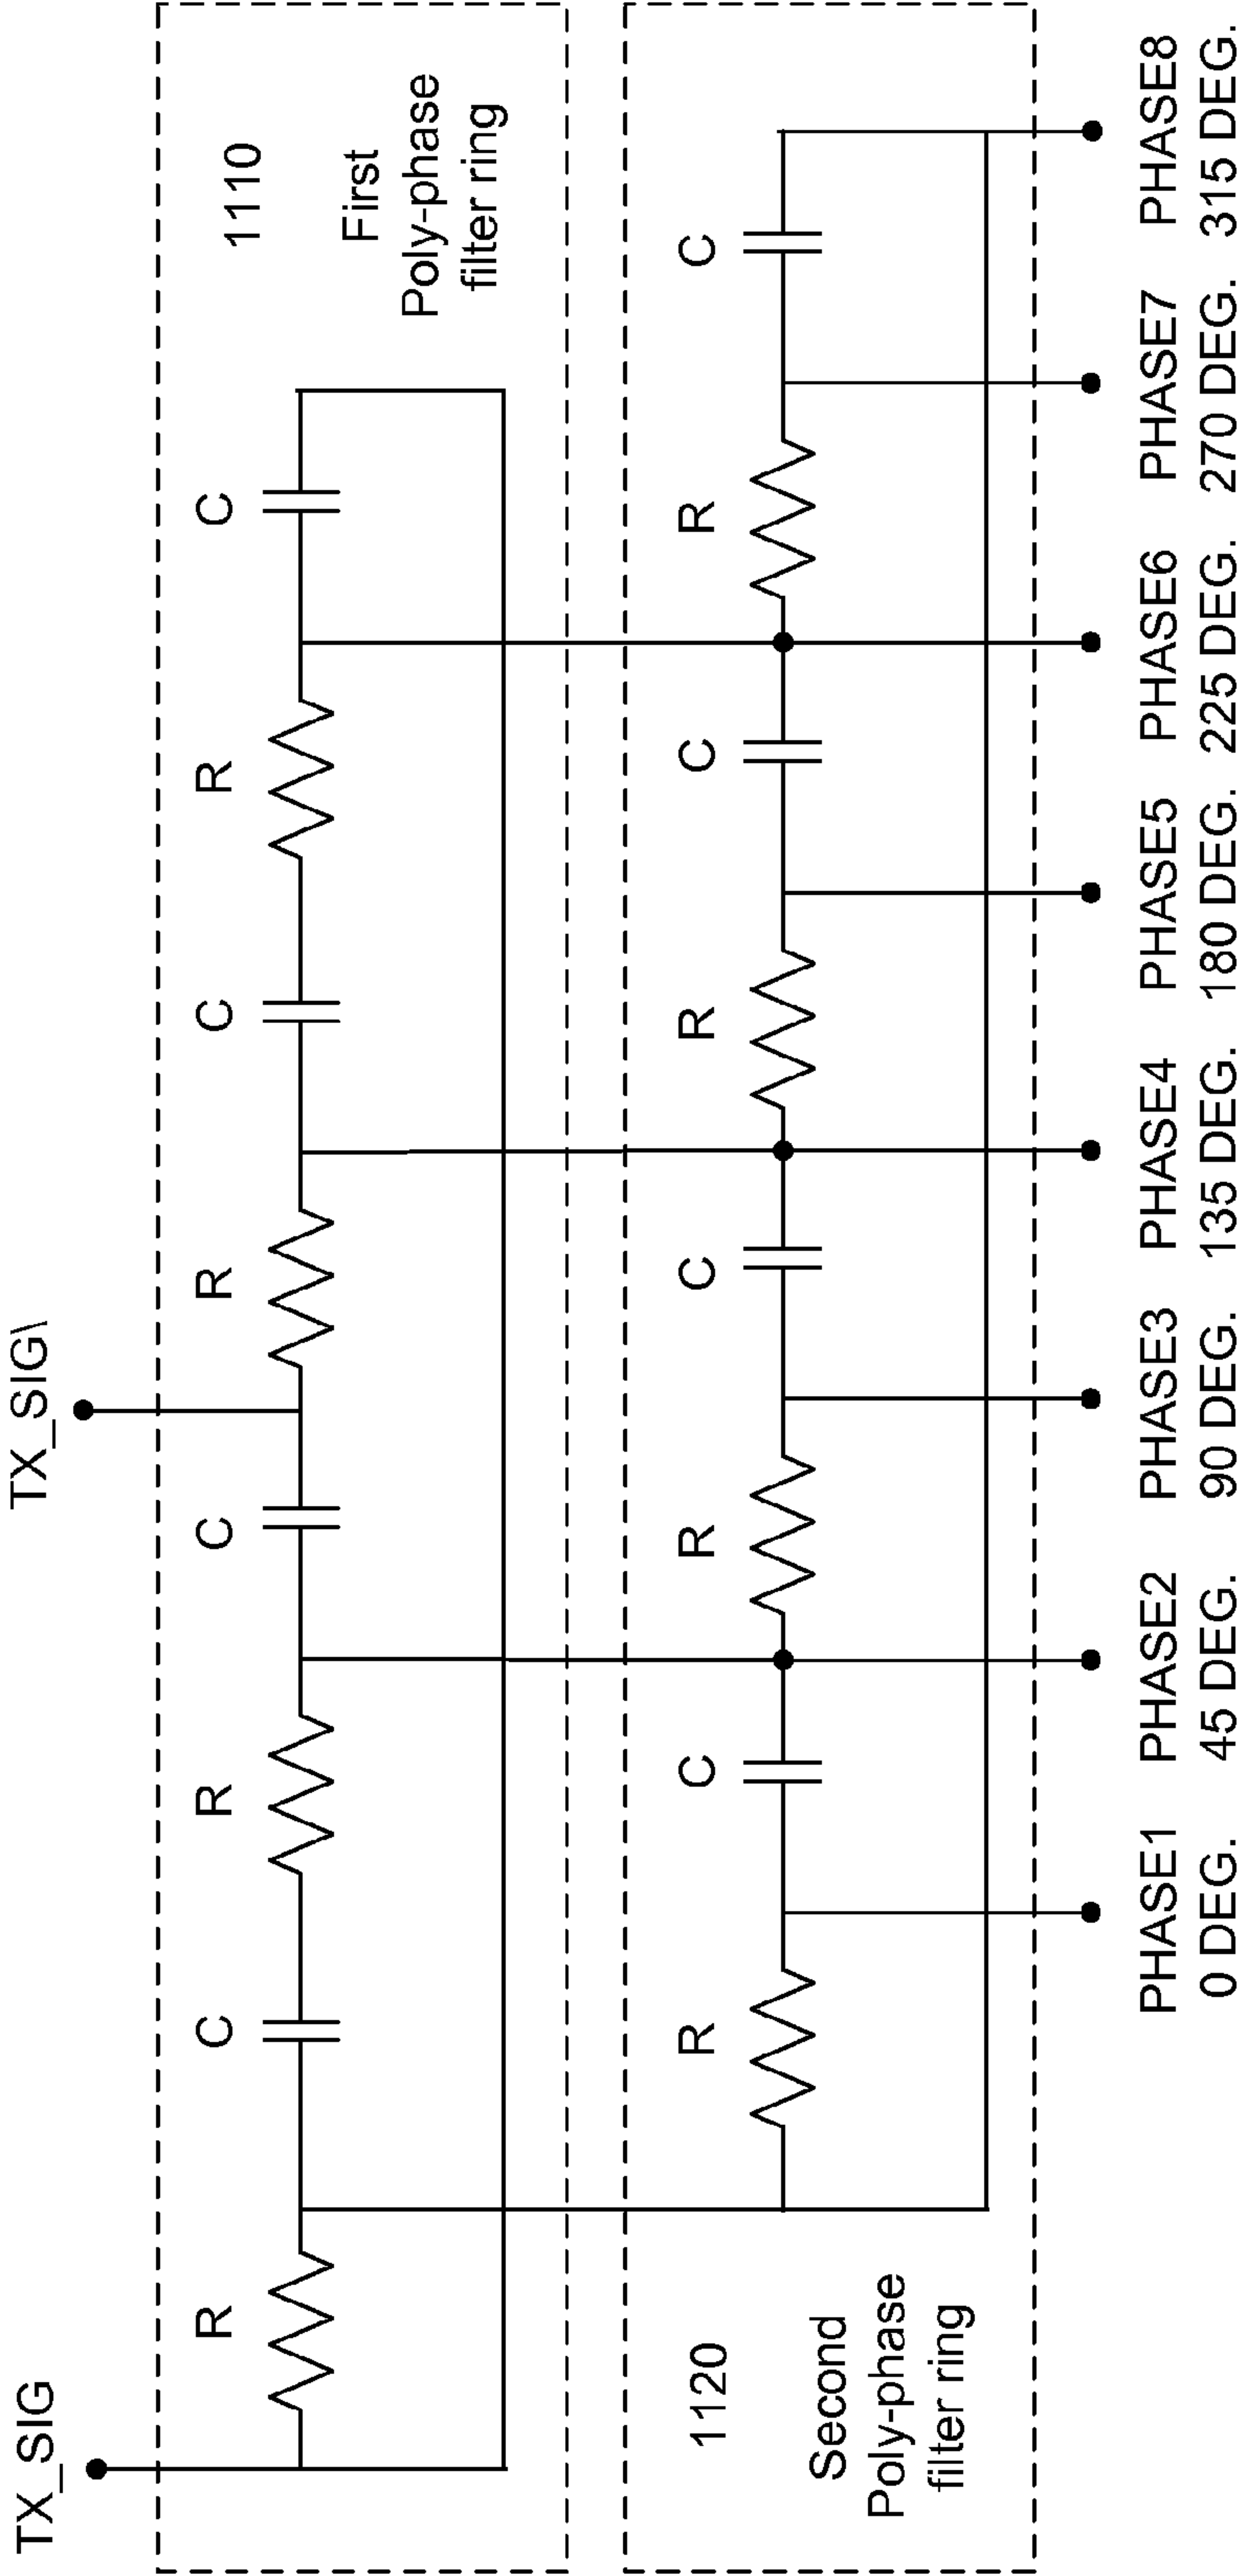 TX_SIG
TX_SIG\
R
C
R
C
R
C
R
C
1110
First
Poly-phase
filter ring
1120
Second
Poly-phase
filter ring
R
C
R
C
R
C
R
C
PHASE1 PHASE2 PHASE3 PHASE4 PHASE5 PHASE6 PHASE7 PHASE8
0 DEG. 45 DEG. 90 DEG. 135 DEG. 180 DEG. 225 DEG. 270 DEG. 315 DEG.